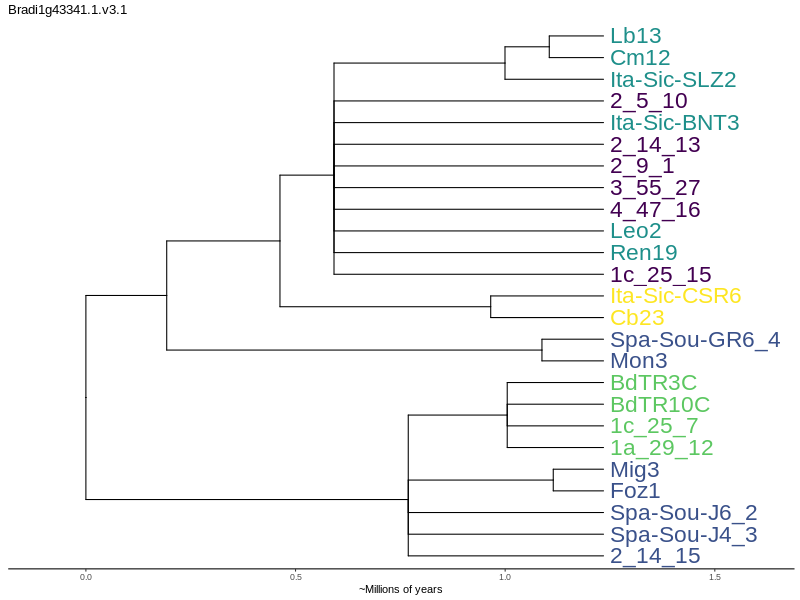 Bradi1g43341.1.v3.1
Lb13
Cm12
Ita-Sic-SLZ2
2_5_10
Ita-Sic-BNT3
2_14_13
2_9_1
3_55_27
4_47_16
Leo2
Ren19
1c_25_15
Ita-Sic-CSR6
Cb23
Spa-Sou-GR6_4
Mon3
BdTR3C
BdTR10C
1c_25_7
1a_29_12
Mig3
Foz1
Spa-Sou-J6_2
Spa-Sou-J4_3
2_14_15
0.0 0.5 1.0 1.5
~Millions of years